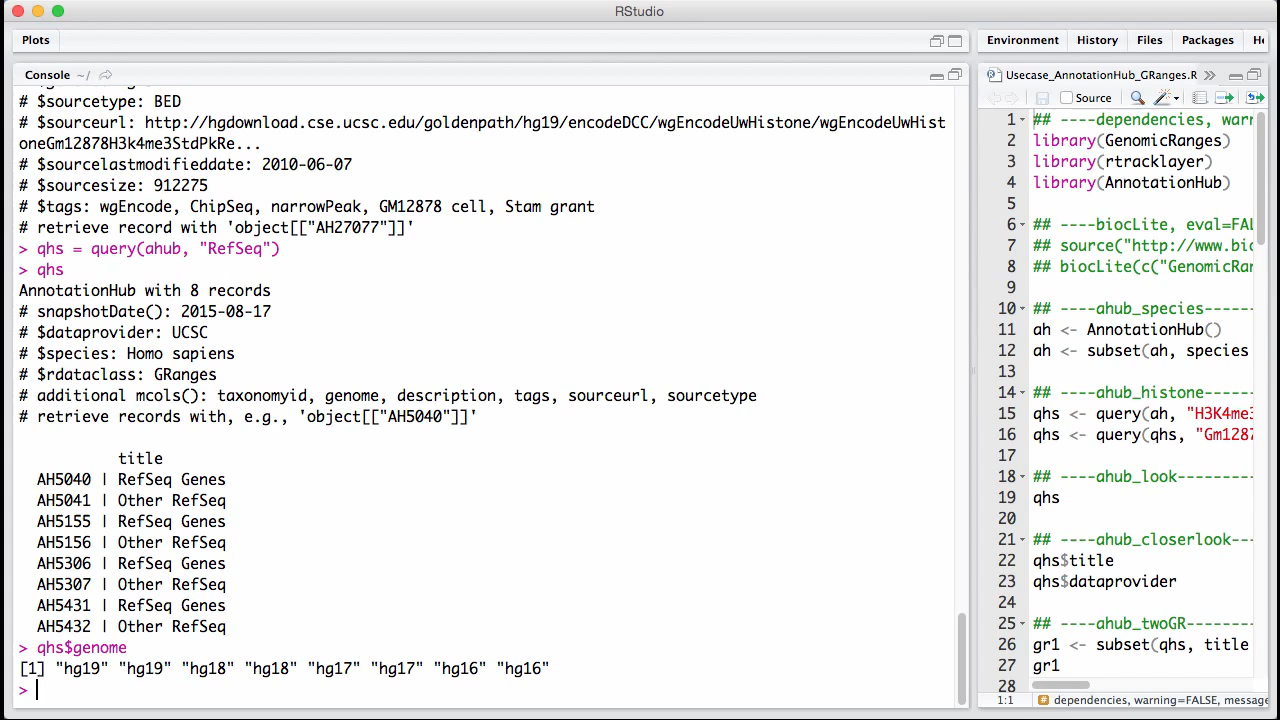 RStudio
Plots
Console ~/
# $sourcetype: BED
# $sourceurl: http://hgdownload.cse.ucsc.edu/goldenpath/hg19/encodeDCC/wgEncodeUwHistone/wgEncodeUwHist
oneGm12878H3k4me3StdPkRe...
# $sourcelastmodifieddate: 2010-06-07
# $sourcesize: 912275
# $tags: wgEncode, ChipSeq, narrowPeak, GM12878 cell, Stam grant
# retrieve record with 'object[["AH27077"]]'
> qhs = query(ahub, "RefSeq")
> qhs
AnnotationHub with 8 records
# snapshotDate(): 2015-08-17
# $dataprovider: UCSC
# $species: Homo sapiens
# $rdataclass: GRanges
# additional mcols(): taxonomyid, genome, description, tags, sourceurl, sourcetype
# retrieve records with, e.g., 'object[["AH5040"]]'
title
AH5040 | RefSeq Genes
AH5041 | Other RefSeq
AH5155 | RefSeq Genes
AH5156 | Other RefSeq
AH5306 | RefSeq Genes
AH5307 | Other RefSeq
AH5431 | RefSeq Genes
AH5432 | Other RefSeq
> qhs$genome
[1] "hg19" "hg19" "hg18" "hg18" "hg17" "hg17" "hg16" "hg16"
>
Environment History Files Packages He
Usecase_AnnotationHub_GRanges.R
Source
1 ## ----dependencies, warn
2 library(GenomicRanges)
3 library(rtracklayer)
4 library(AnnotationHub)
5
6 ## ----biocLite, eval=FAL
7 ## source("http://www.bio
8 ## biocLite(c("GenomicRan
9
10 ## ----ahub_species------
11 ah <- AnnotationHub()
12 ah <- subset(ah, species
13
14 ## ----ahub_histone------
15 qhs <- query(ah, "H3K4me3
16 qhs <- query(qhs, "Gm1287
17
18 ## ----ahub_look---------
19 qhs
20
21 ## ----ahub_closerlook---
22 qhs$title
23 qhs$dataprovider
24
25 ## ----ahub_twoGR--------
26 gr1 <- subset(qhs, title
27 gr1
28
1:1 dependencies, warning=FALSE, message